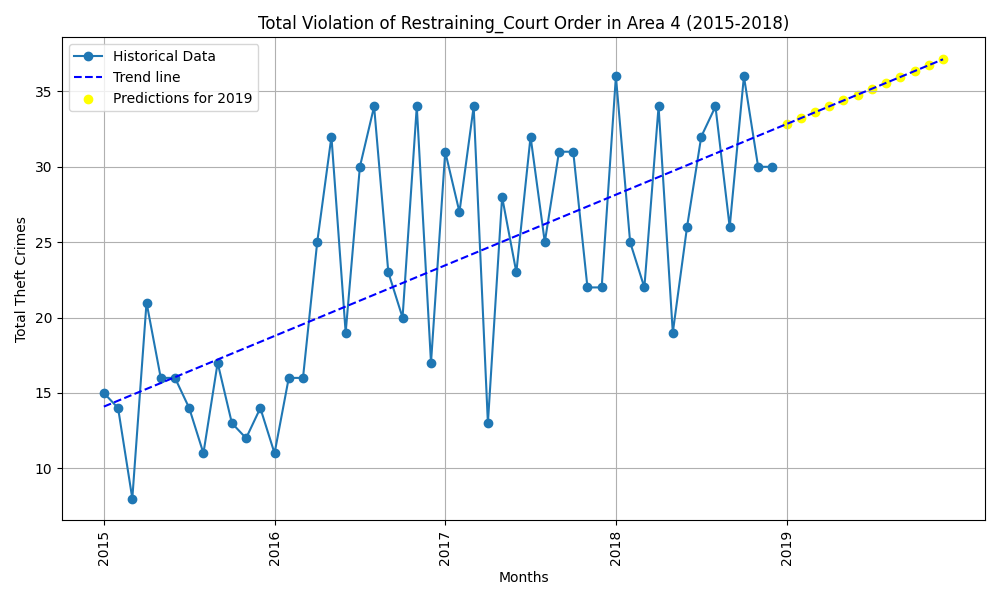 Total Violation of Restraining_Court Order in Area 4 (2015-2018)
Historical Data
Trend line
Predictions for 2019
Total Theft Crimes
35
30
25
20
15
10
2015
2016
2017
2018
2019
Months